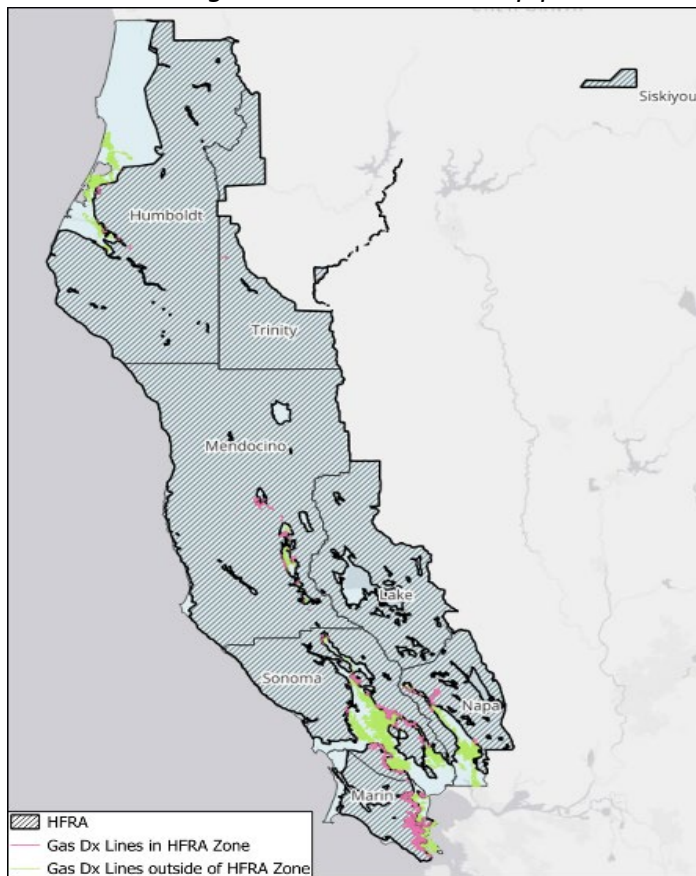 Siskiyou
Humboldt
Trinity
Mendocino
Lake
Sonoma
Napa
Marin
HFRA
Gas Dx Lines in HFRA Zone
Gas Dx Lines outside of HFRA Zone